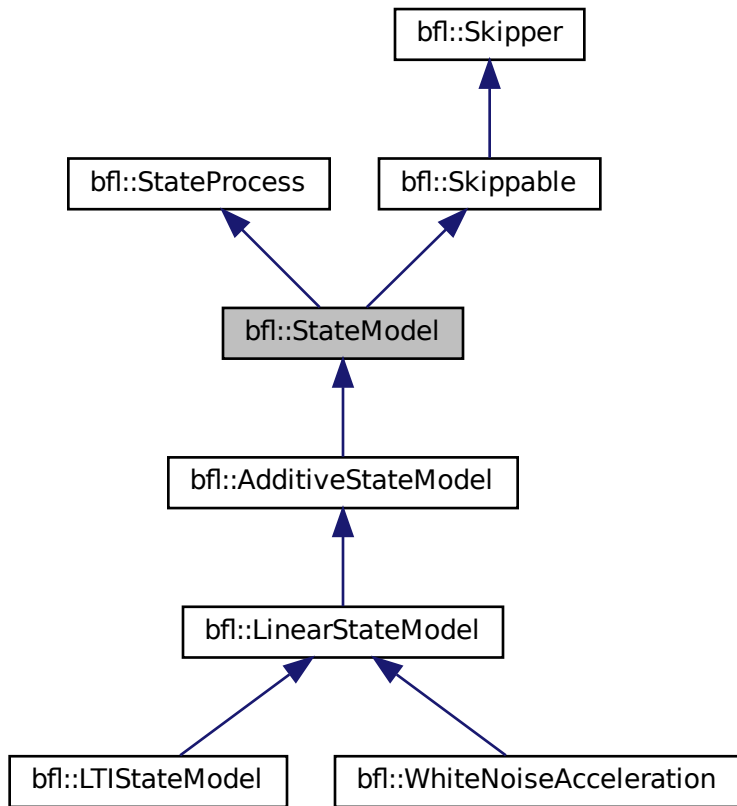 bfl::Skipper
bfl::StateProcess
bfl::Skippable
bfl::StateModel
bfl::AdditiveStateModel
bfl::LinearStateModel
bfl::LTIStateModel
bfl::WhiteNoiseAcceleration